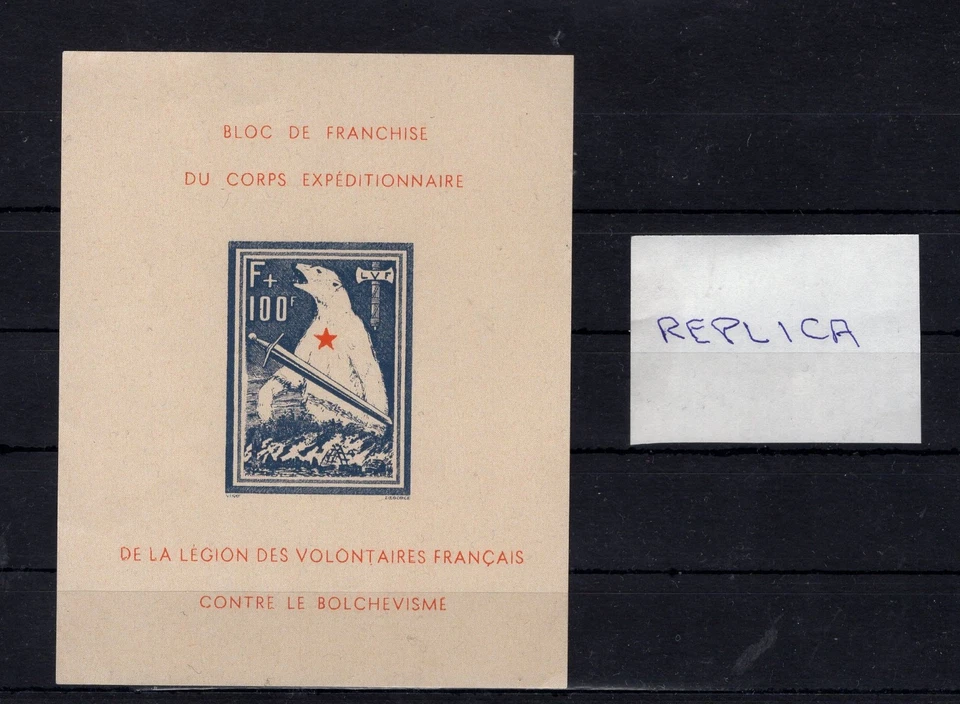 BLOC DE FRANCHISE
DU CORPS EXPÉDITIONNAIRE
F+
100F
LVF
DE LA LÉGION DES VOLONTAIRES FRANÇAIS
CONTRE LE BOLCHEVISME
REPLICA